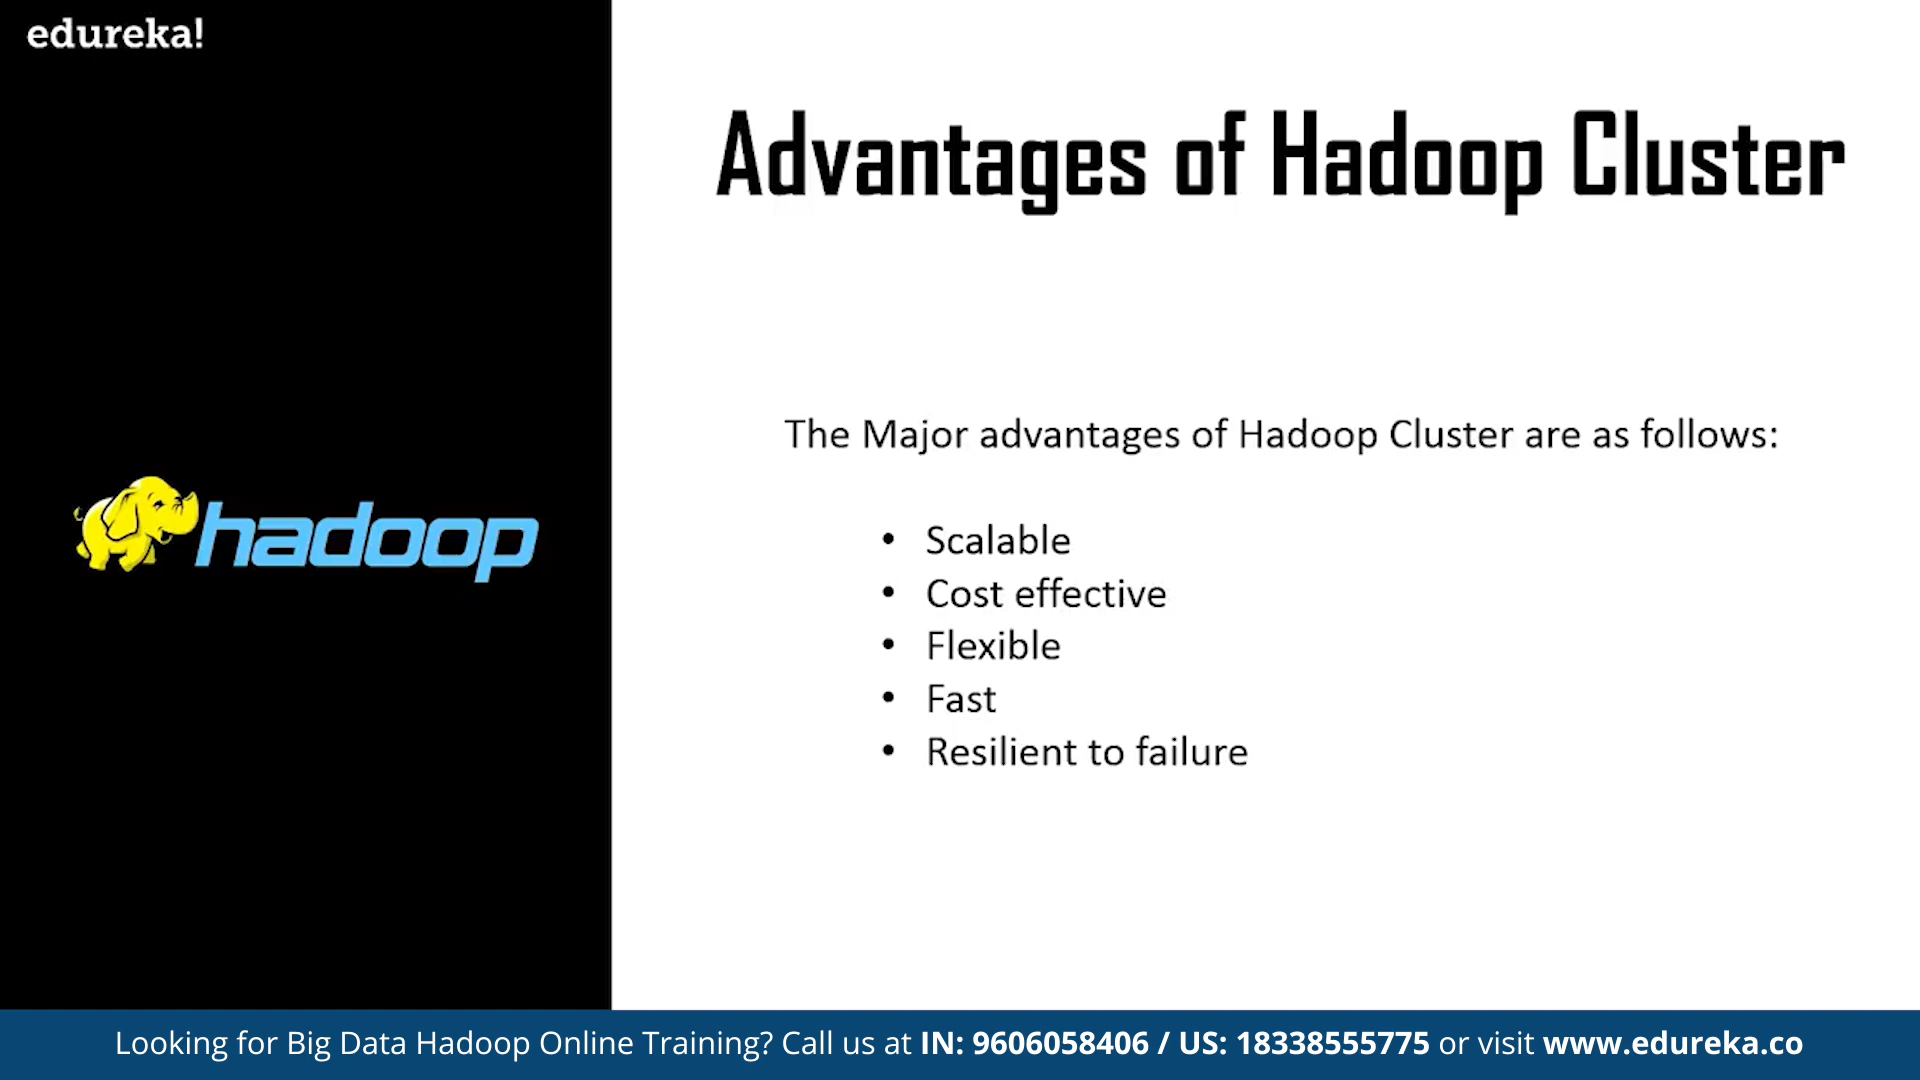 edureka!
Advantages of Hadoop Cluster
hadoop
The Major advantages of Hadoop Cluster are as follows:
• Scalable
• Cost effective
• Flexible
• Fast
• Resilient to failure
Looking for Big Data Hadoop Online Training? Call us at IN: 9606058406 / US: 18338555775 or visit www.edureka.co